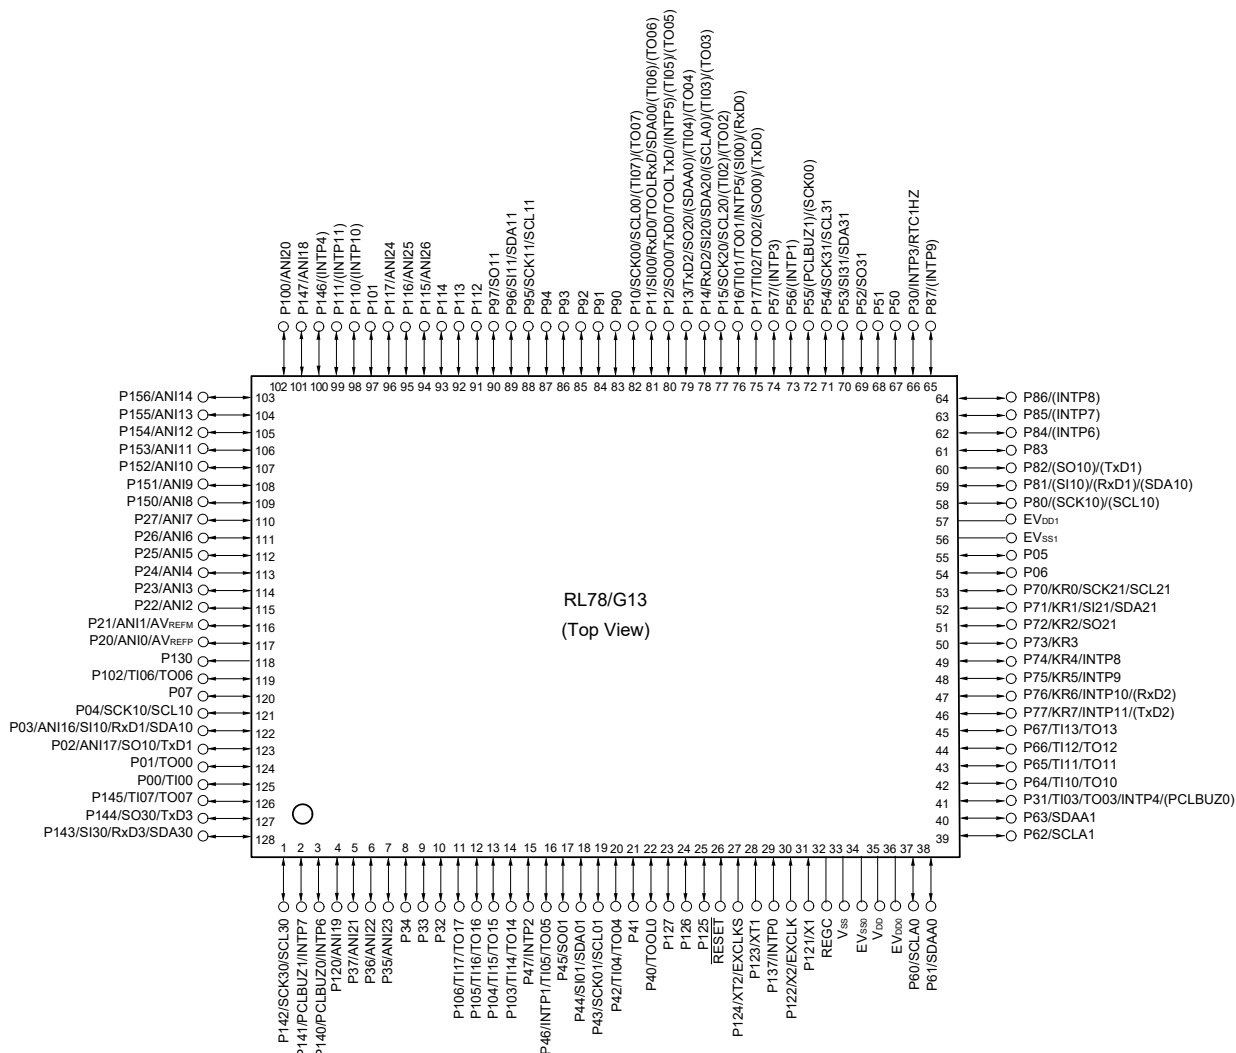 P100/ANI20
P147/ANI18
P146/(INTP4)
P111/(INTP11)
P110/(INTP10)
P101
P117/ANI24
P116/ANI25
P115/ANI26
P114
P113
P112
P97/SO11
P96/SI11/SDA11
P95/SCK11/SCL11
P94
P93
P92
P91
P90
P10/SCK00/SCL00/(TI07)/(TO07)
P11/SI00/RxD0/TOOLRxD/SDA00/(TI06)/(TO06)
P12/SO00/TxD0/TOOLTxD/(INTP5)/(TI05)/(TO05)
P13/TxD2/SO20/(SDAA0)/(TI04)/(TO04)
P14/RxD2/SI20/SDA20/(SCLA0)/(TI03)/(TO03)
P15/SCK20/SCL20/(TI02)/(TO02)
P16/TI01/TO01/INTP5/(SI00)/(RxD0)
P17/TI02/TO02/(SO00)/(TxD0)
P57/(INTP3)
P56/(INTP1)
P55/(PCLBUZ1)/(SCK00)
P54/SCK31/SCL31
P53/SI31/SDA31
P52/SO31
P51
P50
P30/INTP3/RTC1HZ
P87/(INTP9)
102 101 100 99 98 97 96 95 94 93 92 91 90 89 88 87 86 85 84 83 82 81 80 79 78 77 76 75 74 73 72 71 70 69 68 67 66 65
P156/ANI14 103
P155/ANI13 104
P154/ANI12 105
P153/ANI11 106
P152/ANI10 107
P151/ANI9 108
P150/ANI8 109
P27/ANI7 110
P26/ANI6 111
P25/ANI5 112
P24/ANI4 113
P23/ANI3 114
P22/ANI2 115
P21/ANI1/AVREFM 116
P20/ANI0/AVREFP 117
P130 118
P102/TI06/TO06 119
P07 120
P04/SCK10/SCL10 121
P03/ANI16/SI10/RxD1/SDA10 122
P02/ANI17/SO10/TxD1 123
P01/TO00 124
P00/TI00 125
P145/TI07/TO07 126
P144/SO30/TxD3 127
P143/SI30/RxD3/SDA30 128
RL78/G13
(Top View)
64 P86/(INTP8)
63 P85/(INTP7)
62 P84/(INTP6)
61 P83
60 P82/(SO10)/(TxD1)
59 P81/(SI10)/(RxD1)/(SDA10)
58 P80/(SCK10)/(SCL10)
57 EVDD1
56 EVSS1
55 P05
54 P06
53 P70/KR0/SCK21/SCL21
52 P71/KR1/SI21/SDA21
51 P72/KR2/SO21
50 P73/KR3
49 P74/KR4/INTP8
48 P75/KR5/INTP9
47 P76/KR6/INTP10/(RxD2)
46 P77/KR7/INTP11/(TxD2)
45 P67/TI13/TO13
44 P66/TI12/TO12
43 P65/TI11/TO11
42 P64/TI10/TO10
41 P31/TI03/TO03/INTP4/(PCLBUZ0)
40 P63/SDAA1
39 P62/SCLA1
1 2 3 4 5 6 7 8 9 10 11 12 13 14 15 16 17 18 19 20 21 22 23 24 25 26 27 28 29 30 31 32 33 34 35 36 37 38
P142/SCK30/SCL30
P141/PCLBUZ1/INTP7
P140/PCLBUZ0/INTP6
P120/ANI19
P37/ANI21
P36/ANI22
P35/ANI23
P34
P33
P32
P106/TI17/TO17
P105/TI16/TO16
P104/TI15/TO15
P103/TI14/TO14
P47/INTP2
P46/INTP1/TI05/TO05
P45/SO01
P44/SI01/SDA01
P43/SCK01/SCL01
P42/TI04/TO04
P41
P40/TOOL0
P127
P126
P125
RESET
P124/XT2/EXCLKS
P123/XT1
P137/INTP0
P122/X2/EXCLK
P121/X1
REGC
VSS
EVSS0
VDD
EVDD0
P60/SCLA0
P61/SDAA0